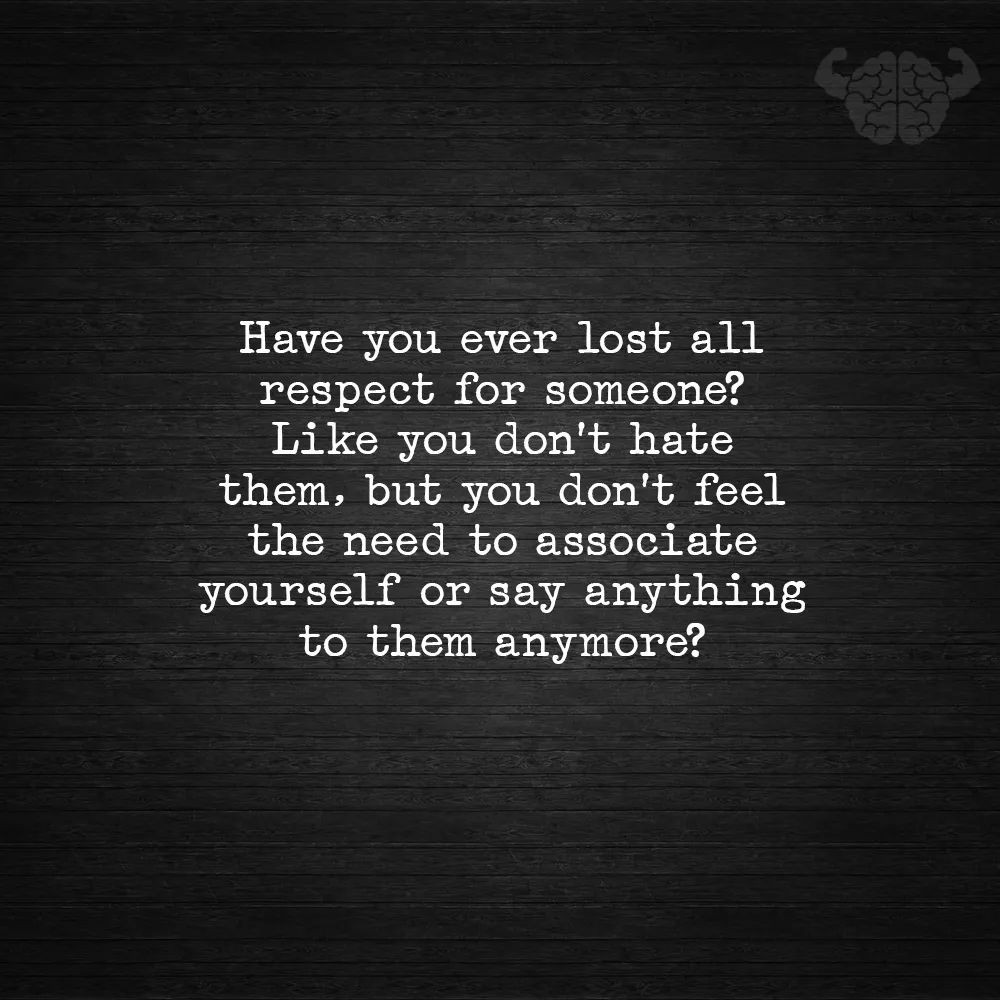 Have you ever lost all
respect for someone?
Like you don't hate
them, but you don't feel
the need to associate
yourself or say anything
to them anymore?